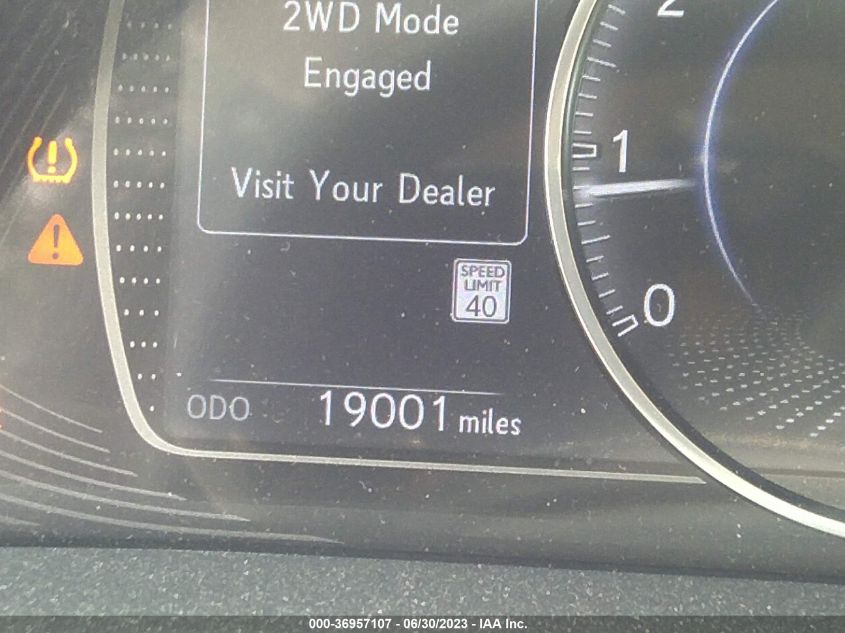 2WD Mode
Engaged
Visit Your Dealer
SPEED
LIMIT
40
ODO 19001 miles
2
1
0
000-36957107 - 06/30/2023 - IAA Inc.